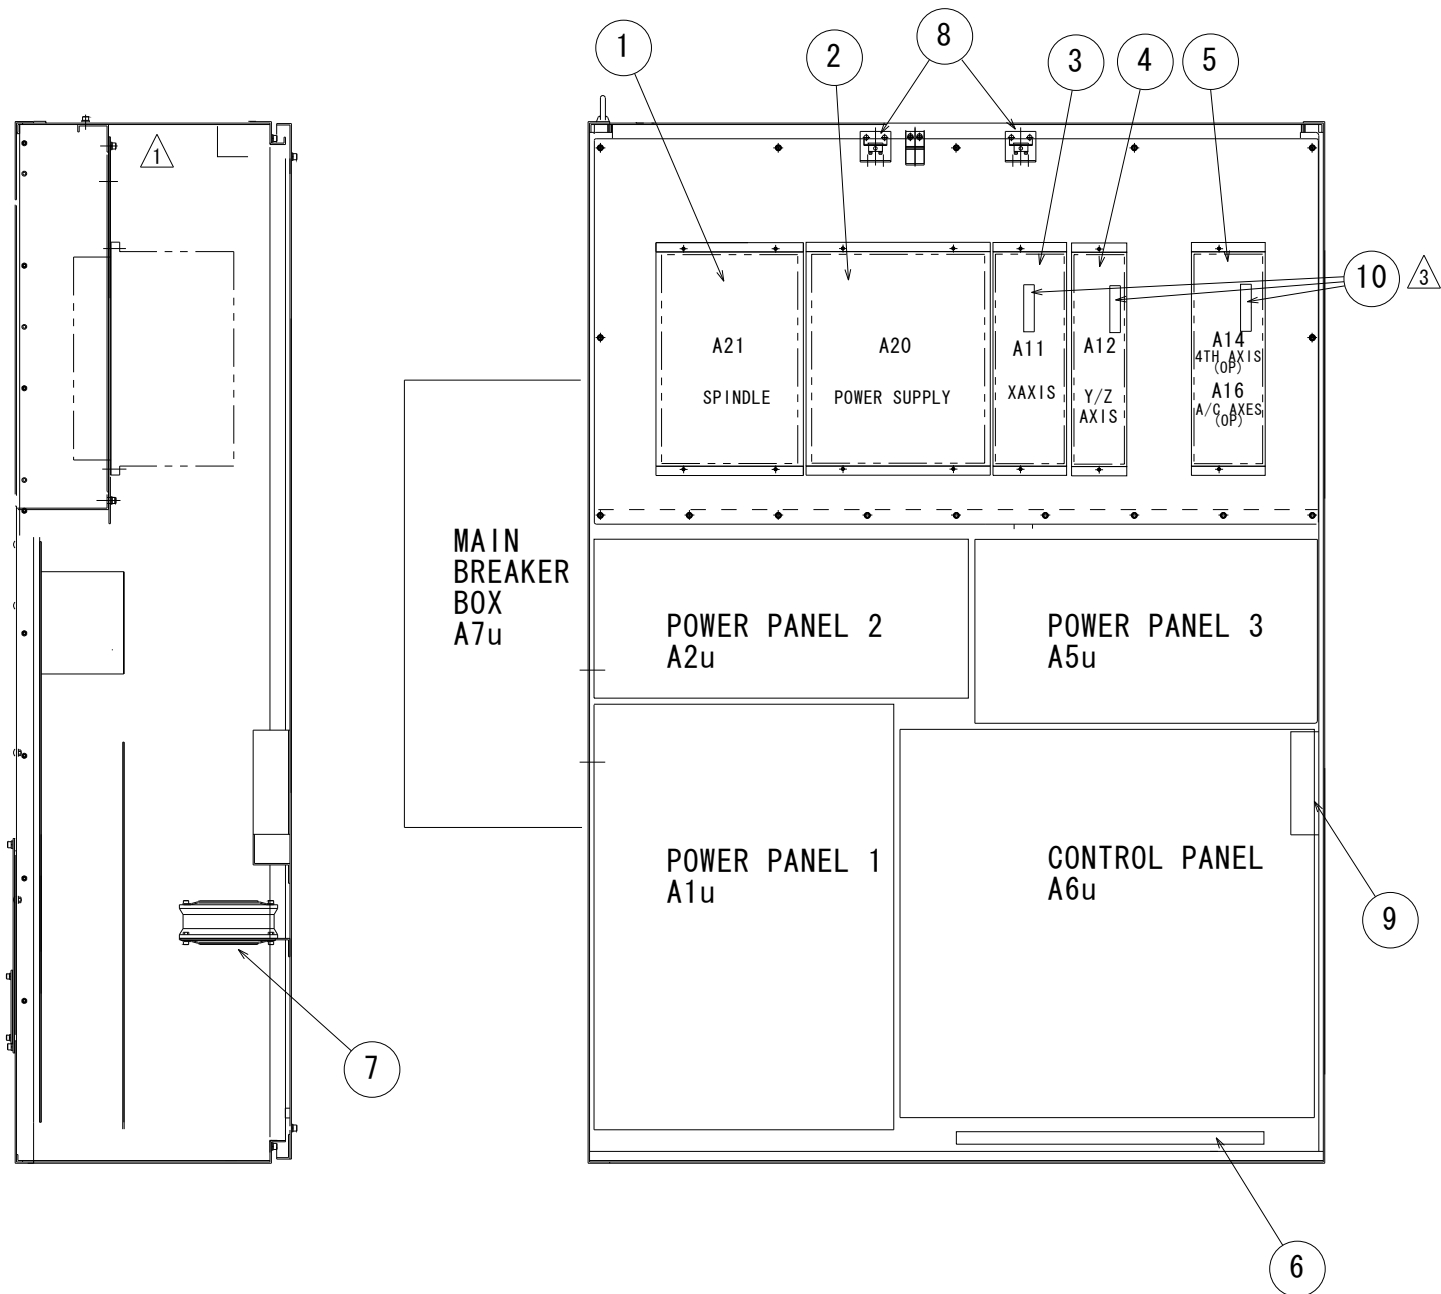 1
2
8
3
4
5
1
10
3
A21
SPINDLE
A20
POWER SUPPLY
A11
XAXIS
A12
Y/Z
AXIS
A14
4TH AXIS
(OP)
A16
A/C AXES
(OP)
MAIN
BREAKER
BOX
A7u
POWER PANEL 2
A2u
POWER PANEL 3
A5u
POWER PANEL 1
A1u
CONTROL PANEL
A6u
9
7
6